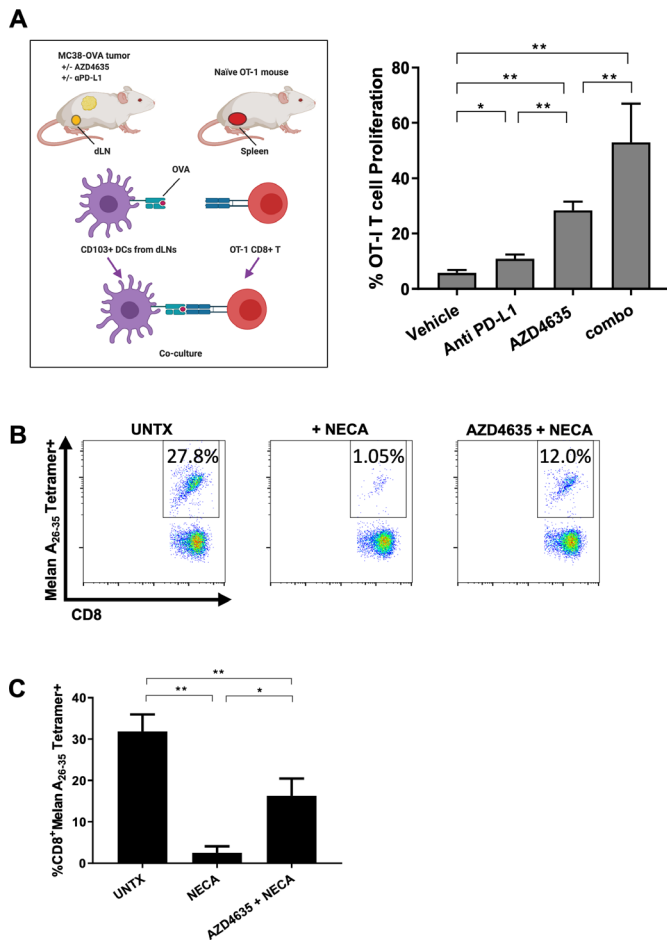 A
MC38-OVA tumor
+/- AZD4635
+/- αPD-L1
Naïve OT-1 mouse
dLN
Spleen
OVA
CD103+ DCs from dLNs
OT-1 CD8+ T
Co-culture
% OT-I T cell Proliferation
80
60
40
20
0
**
**
**
*
**
Vehicle
Anti PD-L1
AZD4635
combo
B
UNTX
+ NECA
AZD4635 + NECA
27.8%
1.05%
12.0%
Melan A26-35 Tetramer+
CD8
C
%CD8+Melan A26-35 Tetramer+
40
30
20
10
0
**
**
*
UNTX
NECA
AZD4635 + NECA